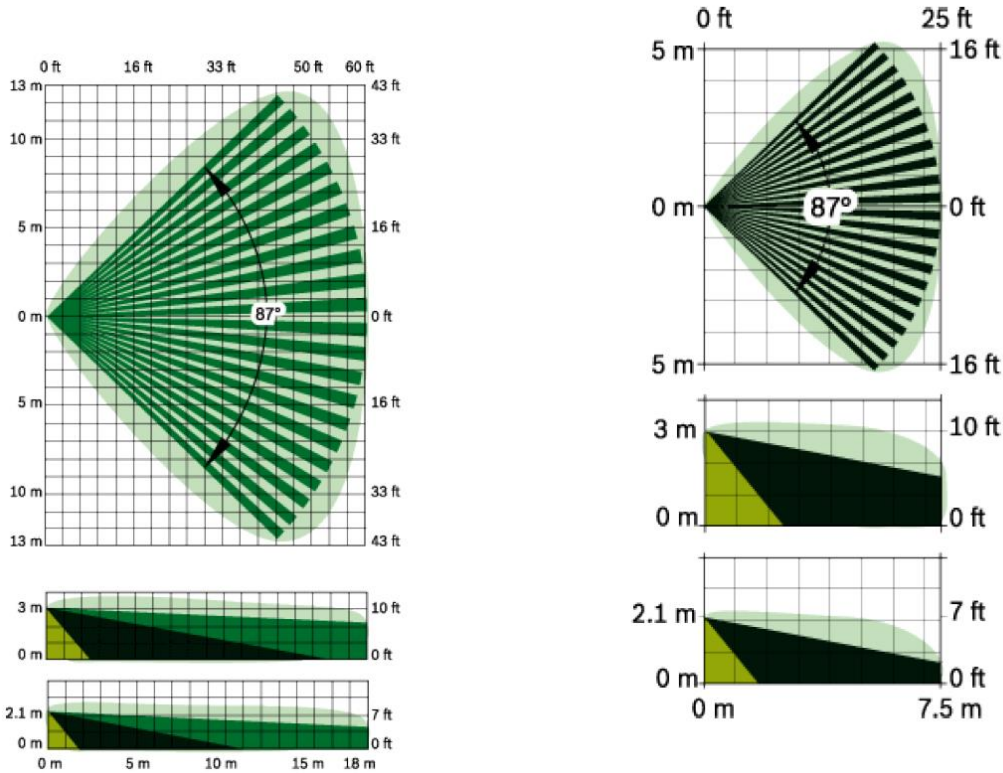 0 ft 16 ft 33 ft 50 ft 60 ft
13 m 43 ft
10 m 33 ft
5 m 16 ft
0 m 87° 0 ft
5 m 16 ft
10 m 33 ft
13 m 43 ft
3 m 10 ft
0 m 0 ft
2.1 m 7 ft
0 m 0 ft
0 m 5 m 10 m 15 m 18 m
0 ft 25 ft
5 m 16 ft
0 m 87° 0 ft
5 m 16 ft
3 m 10 ft
0 m 0 ft
2.1 m 7 ft
0 m 0 ft
0 m 7.5 m